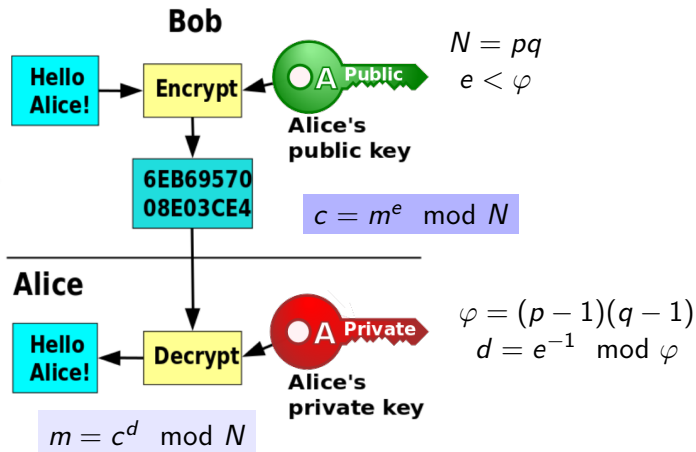 Bob
Hello
Alice!
Encrypt
A Public
N = pq
e < φ
Alice's
public key
6EB69570
08E03CE4
c = m^e mod N
Alice
Hello
Alice!
Decrypt
A Private
φ = (p − 1)(q − 1)
d = e^{−1} mod φ
Alice's
private key
m = c^d mod N